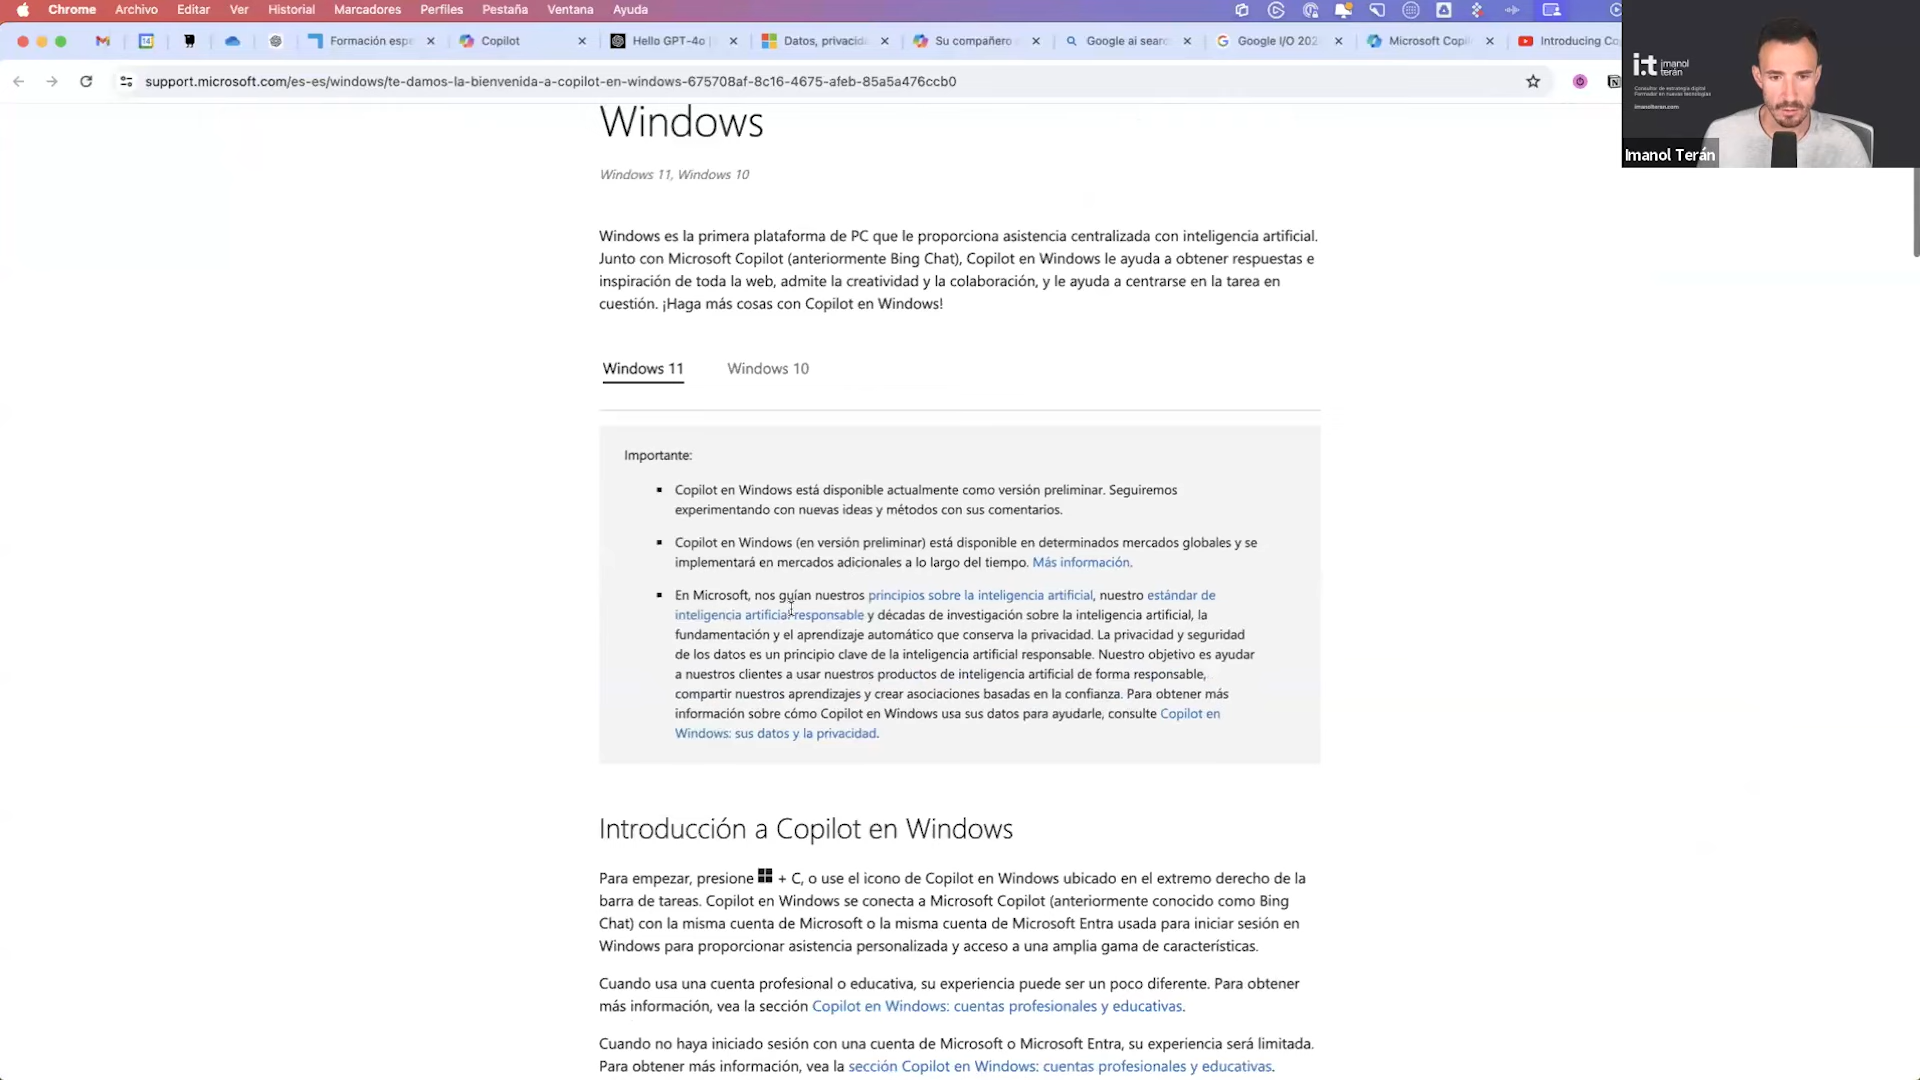 Chrome Archivo Editar Ver Historial Marcadores Perfiles Pestaña Ventana Ayuda
Formación espe Copilot Hello GPT-4o Datos, privacida Su compañero Google ai searc Google I/O 202 Microsoft Copil Introducing Co
support.microsoft.com/es-es/windows/te-damos-la-bienvenida-a-copilot-en-windows-675708af-8c16-4675-afeb-85a5a476ccb0
i.t imanol
terán
Consultor de estrategia digital
Formador en nuevas tecnologías
imanolteran.com
Imanol Terán
Windows
Windows 11, Windows 10
Windows es la primera plataforma de PC que le proporciona asistencia centralizada con inteligencia artificial.
Junto con Microsoft Copilot (anteriormente Bing Chat), Copilot en Windows le ayuda a obtener respuestas e
inspiración de toda la web, admite la creatividad y la colaboración, y le ayuda a centrarse en la tarea en
cuestión. ¡Haga más cosas con Copilot en Windows!
Windows 11 Windows 10
Importante:
Copilot en Windows está disponible actualmente como versión preliminar. Seguiremos
experimentando con nuevas ideas y métodos con sus comentarios.
Copilot en Windows (en versión preliminar) está disponible en determinados mercados globales y se
implementará en mercados adicionales a lo largo del tiempo. Más información.
En Microsoft, nos guían nuestros principios sobre la inteligencia artificial, nuestro estándar de
inteligencia artificial responsable y décadas de investigación sobre la inteligencia artificial, la
fundamentación y el aprendizaje automático que conserva la privacidad. La privacidad y seguridad
de los datos es un principio clave de la inteligencia artificial responsable. Nuestro objetivo es ayudar
a nuestros clientes a usar nuestros productos de inteligencia artificial de forma responsable,
compartir nuestros aprendizajes y crear asociaciones basadas en la confianza. Para obtener más
información sobre cómo Copilot en Windows usa sus datos para ayudarle, consulte Copilot en
Windows: sus datos y la privacidad.
Introducción a Copilot en Windows
Para empezar, presione + C, o use el icono de Copilot en Windows ubicado en el extremo derecho de la
barra de tareas. Copilot en Windows se conecta a Microsoft Copilot (anteriormente conocido como Bing
Chat) con la misma cuenta de Microsoft o la misma cuenta de Microsoft Entra usada para iniciar sesión en
Windows para proporcionar asistencia personalizada y acceso a una amplia gama de características.
Cuando usa una cuenta profesional o educativa, su experiencia puede ser un poco diferente. Para obtener
más información, vea la sección Copilot en Windows: cuentas profesionales y educativas.
Cuando no haya iniciado sesión con una cuenta de Microsoft o Microsoft Entra, su experiencia será limitada.
Para obtener más información, vea la sección Copilot en Windows: cuentas profesionales y educativas.